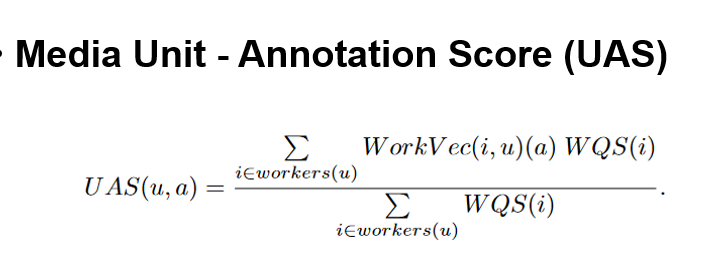 • Media Unit - Annotation Score (UAS)
∑ WorkVec(i, u)(a) WQS(i)
i∈workers(u)
UAS(u, a) =
∑ WQS(i)
i∈workers(u)
.